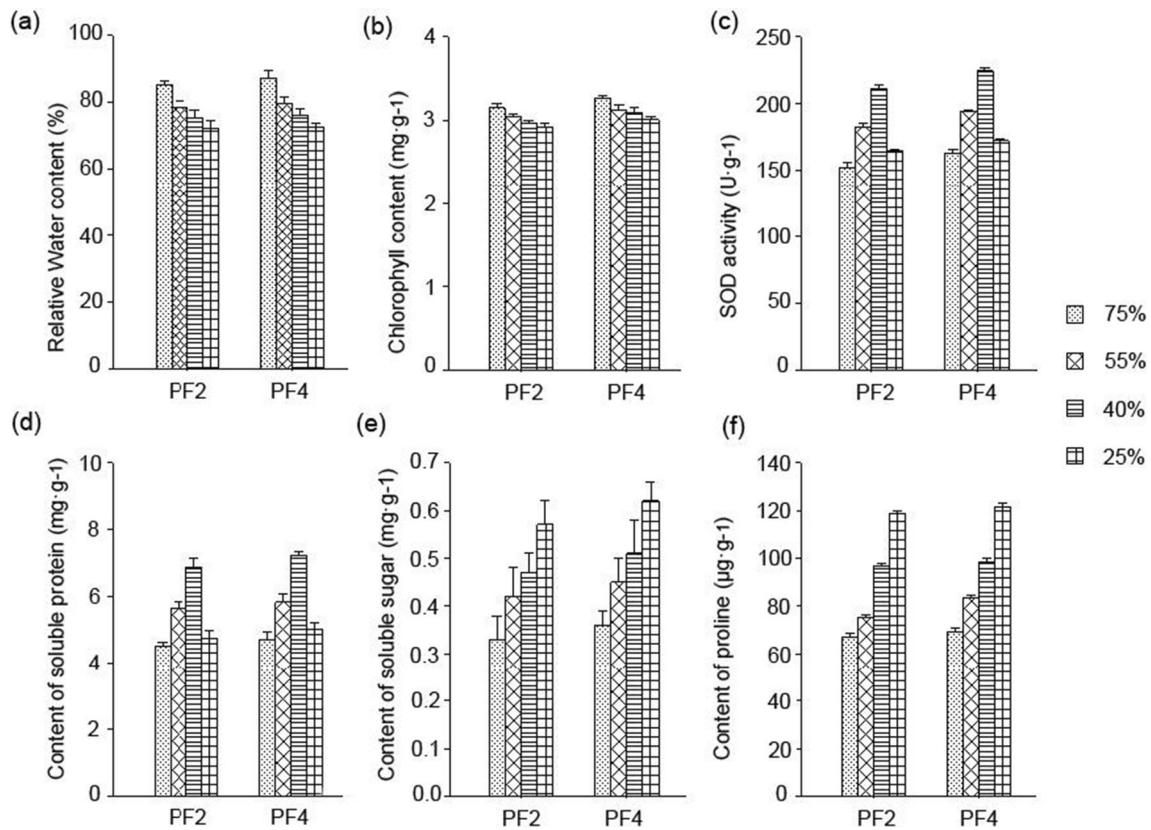 (a)
Relative Water content (%)
100
80
60
40
20
0
PF2 PF4
(b)
Chlorophyll content (mg·g-1)
4
3
2
1
0
PF2 PF4
(c)
SOD activity (U·g-1)
250
200
150
100
50
0
PF2 PF4
75%
55%
40%
25%
(d)
Content of soluble protein (mg·g-1)
10
8
6
4
2
0
PF2 PF4
(e)
Content of soluble sugar (mg·g-1)
0.7
0.6
0.5
0.4
0.3
0.2
0.1
0.0
PF2 PF4
(f)
Content of proline (µg·g-1)
140
120
100
80
60
40
20
0
PF2 PF4